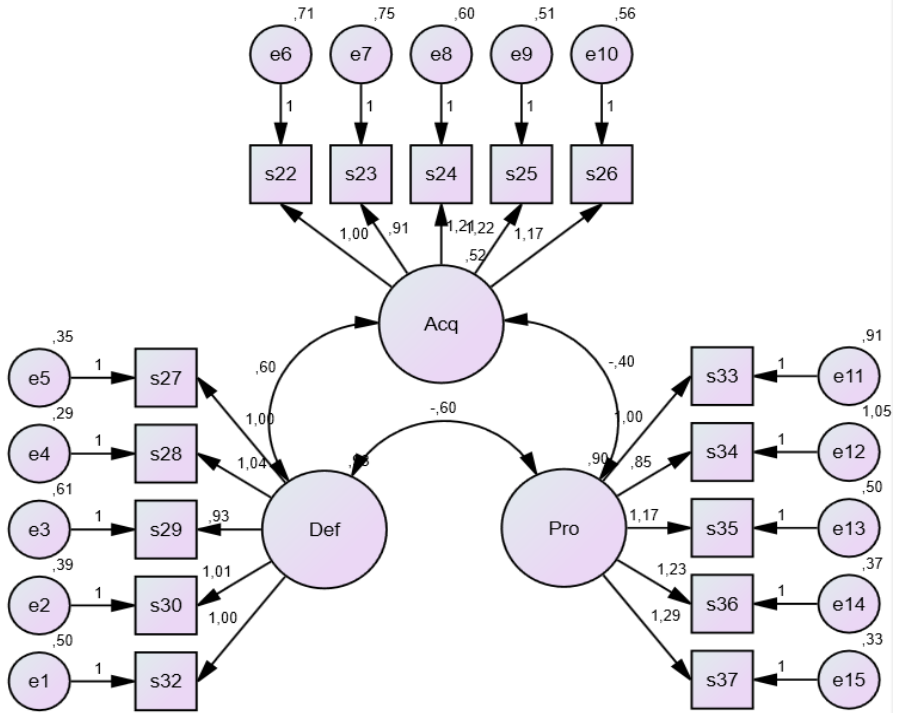 ,71 ,75 ,60 ,51 ,56
e6 e7 e8 e9 e10
1 1 1 1 1
s22 s23 s24 s25 s26
1,00 ,91 1,21 1,22 1,17
,52
Acq
,60 -,40
-,60
,35
e5 1 s27
1,00
,29
e4 1 s28
1,04
,61
e3 1 s29
,93
Def
,39
e2 1 s30
1,01
,50
e1 1 s32
1,00
,90
Pro
,91
1,00 s33 1 e11
1,05
,85 s34 1 e12
,50
1,17 s35 1 e13
,37
1,23 s36 1 e14
,33
1,29 s37 1 e15